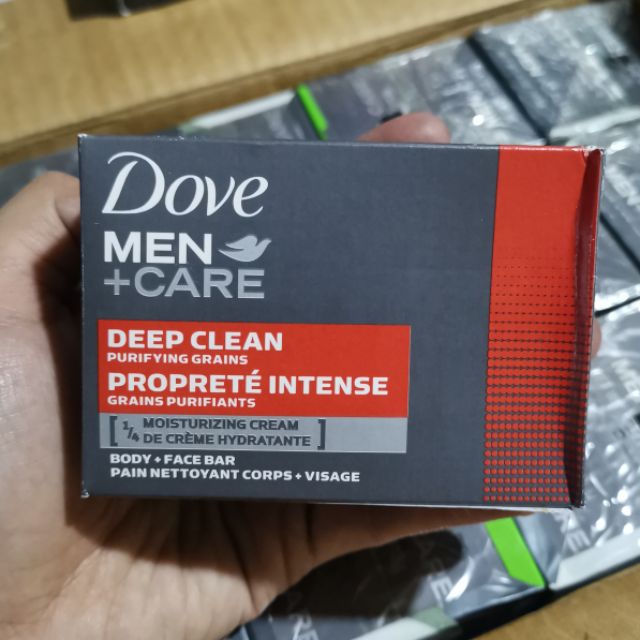 Dove
MEN
+CARE
DEEP CLEAN
PURIFYING GRAINS
PROPRETÉ INTENSE
GRAINS PURIFIANTS
1/4 MOISTURIZING CREAM
DE CRÈME HYDRATANTE
BODY + FACE BAR
PAIN NETTOYANT CORPS + VISAGE